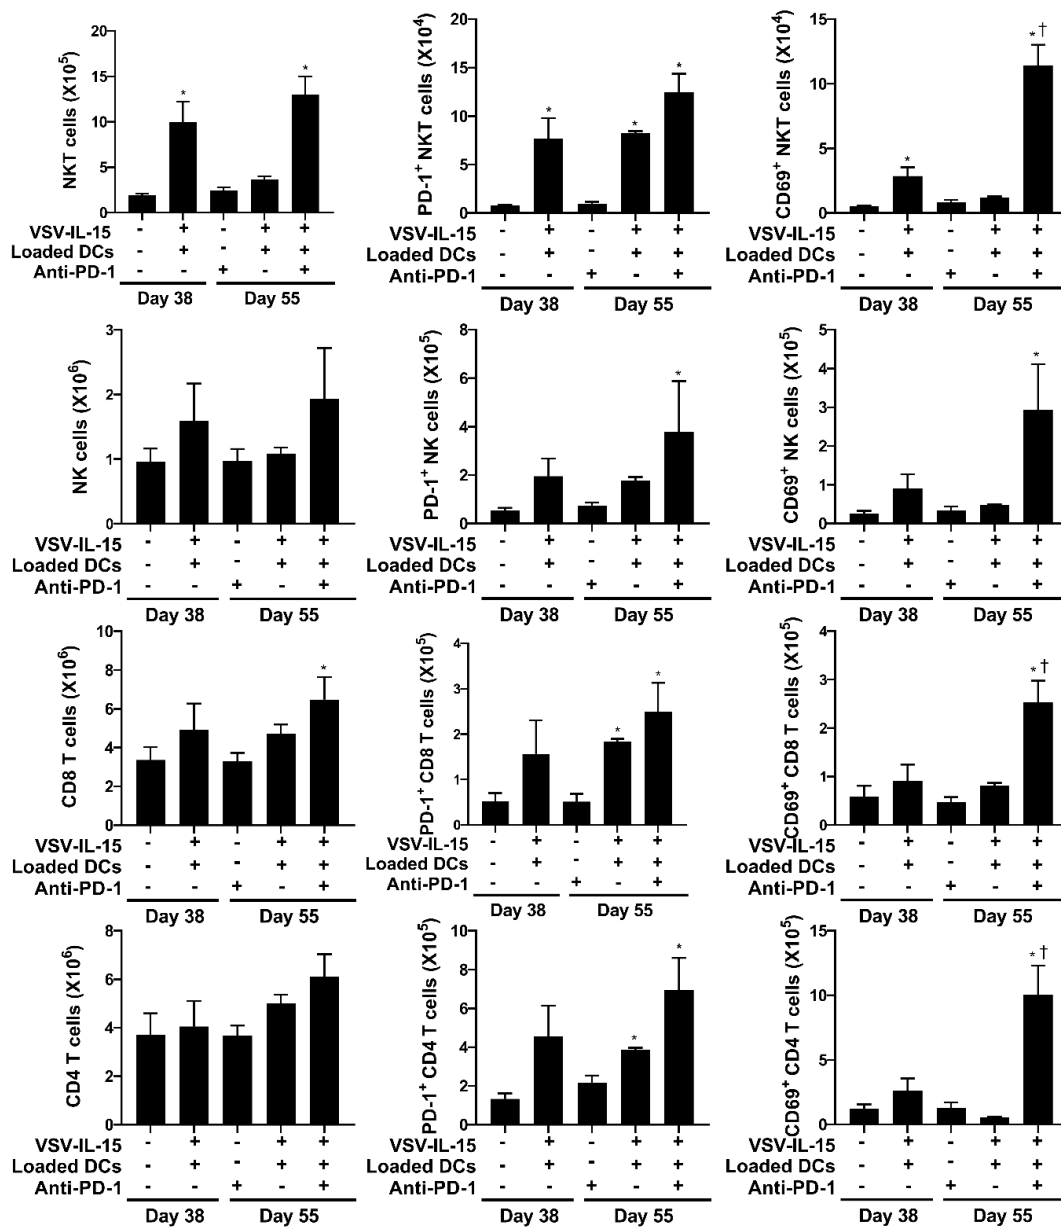 NKT cells (X10⁵)
20
15
10
5
0
* *
VSV-IL-15 - + - + +
Loaded DCs - + - + +
Anti-PD-1 - - + - +
Day 38 Day 55
PD-1⁺ NKT cells (X10⁴)
20
15
10
5
0
* * *
VSV-IL-15 - + - + +
Loaded DCs - + - + +
Anti-PD-1 - - + - +
Day 38 Day 55
CD69⁺ NKT cells (X10⁴)
15
10
5
0
* *†
VSV-IL-15 - + - + +
Loaded DCs - + - + +
Anti-PD-1 - - + - +
Day 38 Day 55
NK cells (X10⁶)
3
2
1
0
VSV-IL-15 - + - + +
Loaded DCs - + - + +
Anti-PD-1 - - + - +
Day 38 Day 55
PD-1⁺ NK cells (X10⁵)
8
6
4
2
0
*
VSV-IL-15 - + - + +
Loaded DCs - + - + +
Anti-PD-1 - - + - +
Day 38 Day 55
CD69⁺ NK cells (X10⁵)
5
4
3
2
1
0
*
VSV-IL-15 - + - + +
Loaded DCs - + - + +
Anti-PD-1 - - + - +
Day 38 Day 55
CD8 T cells (X10⁶)
10
8
6
4
2
0
*
VSV-IL-15 - + - + +
Loaded DCs - + - + +
Anti-PD-1 - - + - +
Day 38 Day 55
PD-1⁺ CD8 T cells (X10⁵)
4
3
2
1
0
* *
VSV-IL-15 - + - + +
Loaded DCs - + - + +
Anti-PD-1 - - + - +
Day 38 Day 55
CD69⁺ CD8 T cells (X10⁵)
4
3
2
1
0
*†
VSV-IL-15 - + - + +
Loaded DCs - + - + +
Anti-PD-1 - - + - +
Day 38 Day 55
CD4 T cells (X10⁶)
8
6
4
2
0
VSV-IL-15 - + - + +
Loaded DCs - + - + +
Anti-PD-1 - - + - +
Day 38 Day 55
PD-1⁺ CD4 T cells (X10⁵)
10
8
6
4
2
0
* *
VSV-IL-15 - + - + +
Loaded DCs - + - + +
Anti-PD-1 - - + - +
Day 38 Day 55
CD69⁺ CD4 T cells (X10⁵)
15
10
5
0
*†
VSV-IL-15 - + - + +
Loaded DCs - + - + +
Anti-PD-1 - - + - +
Day 38 Day 55